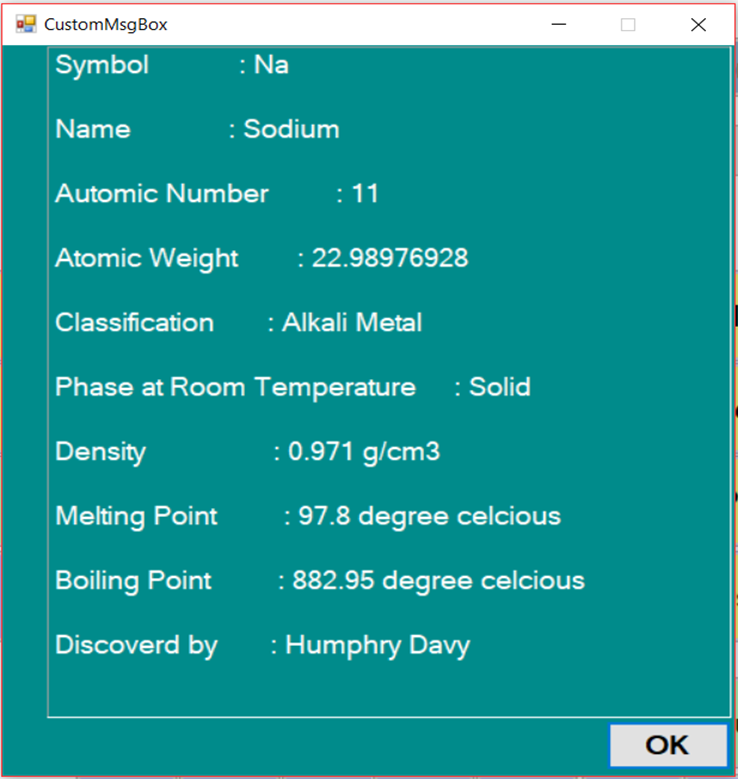 CustomMsgBox
Symbol : Na
Name : Sodium
Automic Number : 11
Atomic Weight : 22.98976928
Classification : Alkali Metal
Phase at Room Temperature : Solid
Density : 0.971 g/cm3
Melting Point : 97.8 degree celcious
Boiling Point : 882.95 degree celcious
Discoverd by : Humphry Davy
OK